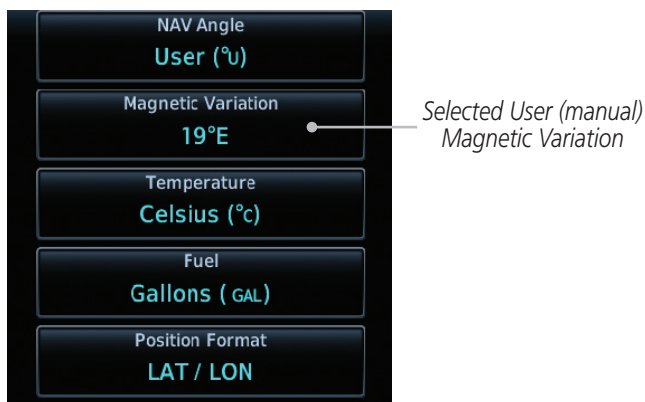 NAV Angle
User (°U)
Magnetic Variation
19°E
Selected User (manual)
Magnetic Variation
Temperature
Celsius (°C)
Fuel
Gallons ( GAL)
Position Format
LAT / LON